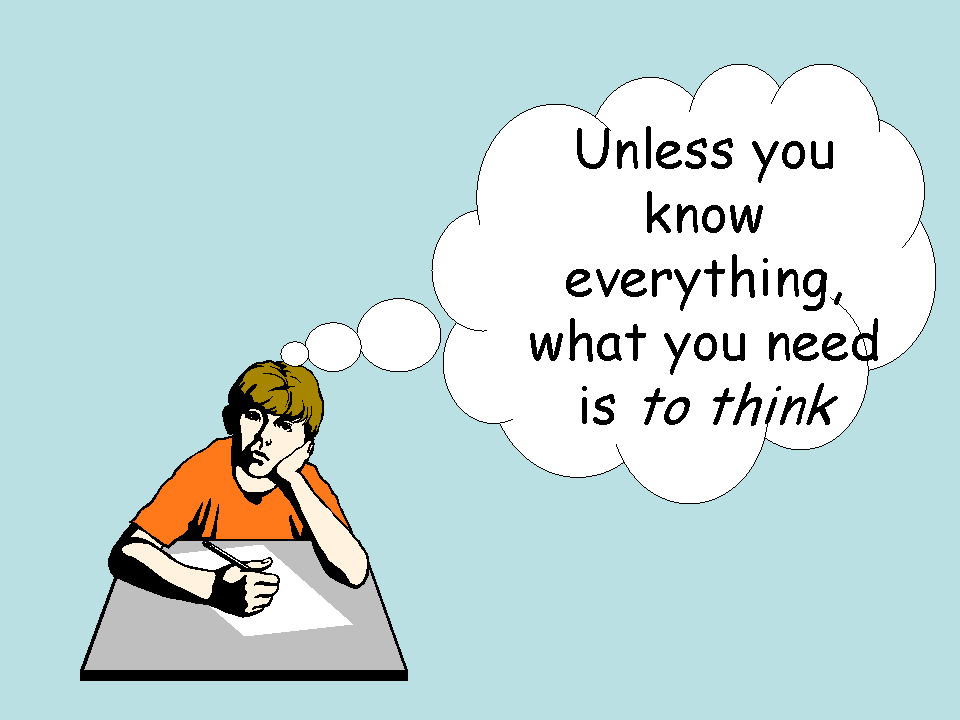 Unless you
know
everything,
what you need
is to think